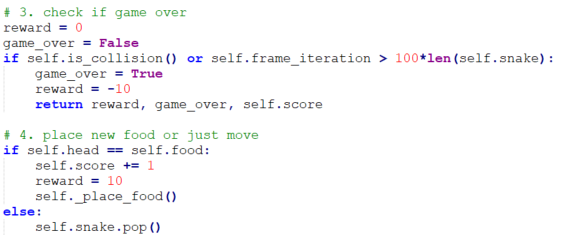 # 3. check if game over
reward = 0
game_over = False
if self.is_collision() or self.frame_iteration > 100*len(self.snake):
    game_over = True
    reward = -10
    return reward, game_over, self.score

# 4. place new food or just move
if self.head == self.food:
    self.score += 1
    reward = 10
    self._place_food()
else:
    self.snake.pop()